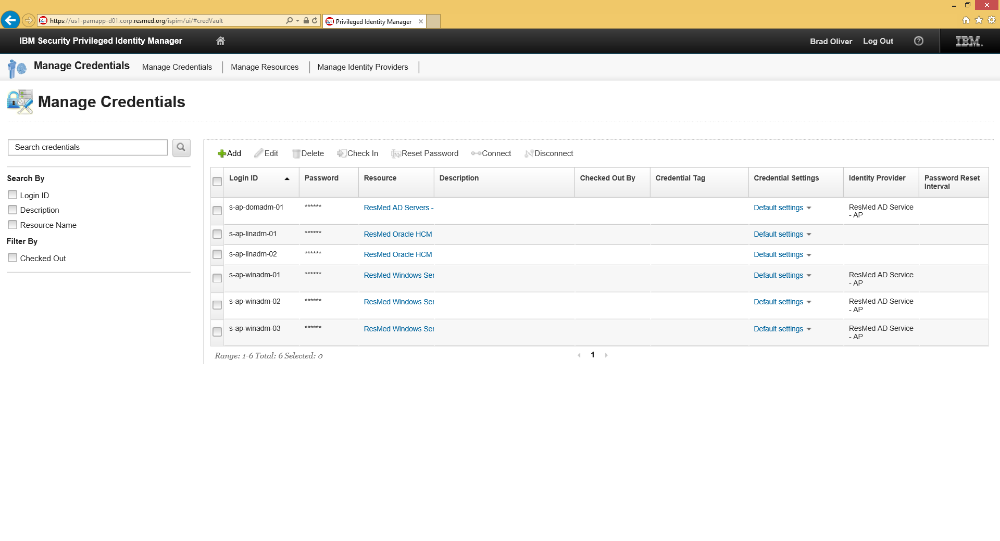 https://us1-pamapp-d01.corp.resmed.org/ispim/ui/#credVault
Privileged Identity Manager
IBM Security Privileged Identity Manager
Brad Oliver Log Out ? IBM.
Manage Credentials Manage Credentials Manage Resources Manage Identity Providers
Manage Credentials
Search credentials
Search By
Login ID
Description
Resource Name
Filter By
Checked Out
Add Edit Delete Check In Reset Password Connect Disconnect
Login ID Password Resource Description Checked Out By Credential Tag Credential Settings Identity Provider Password Reset Interval
s-ap-domadm-01 ****** ResMed AD Servers - Default settings ResMed AD Service - AP
s-ap-linadm-01 ****** ResMed Oracle HCM Default settings
s-ap-linadm-02 ****** ResMed Oracle HCM Default settings
s-ap-winadm-01 ****** ResMed Windows Ser Default settings ResMed AD Service - AP
s-ap-winadm-02 ****** ResMed Windows Ser Default settings ResMed AD Service - AP
s-ap-winadm-03 ****** ResMed Windows Ser Default settings ResMed AD Service - AP
Range: 1-6 Total: 6 Selected: 0
1